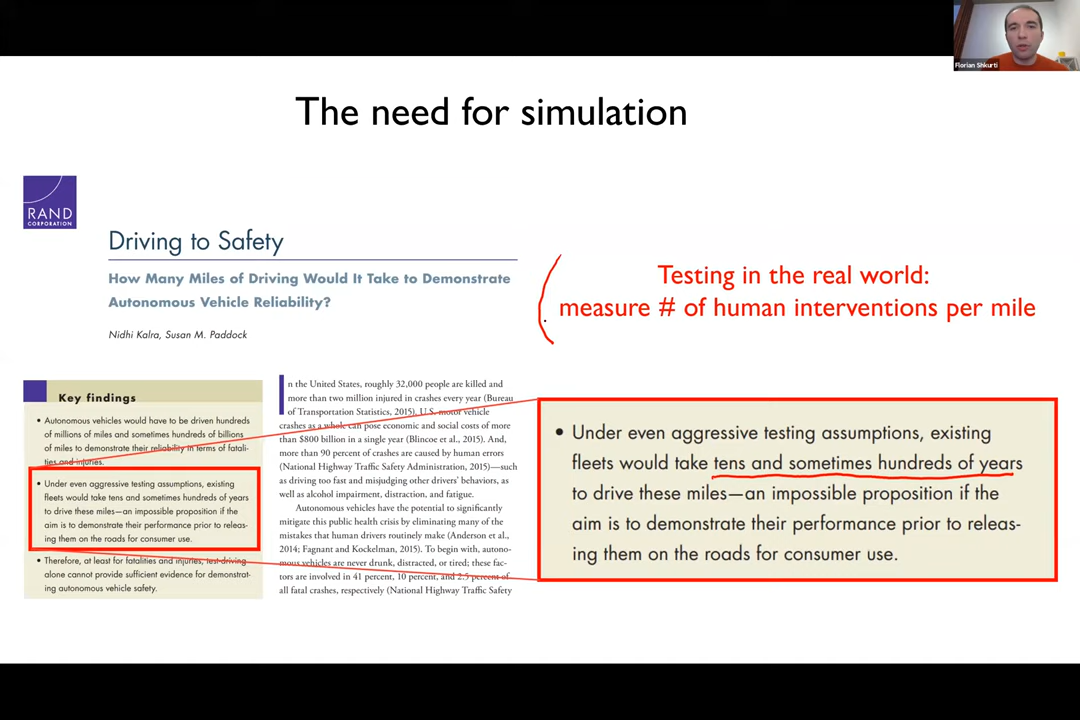 Florian Shkurti
The need for simulation
RAND
CORPORATION
Driving to Safety
How Many Miles of Driving Would It Take to Demonstrate
Autonomous Vehicle Reliability?
Nidhi Kalra, Susan M. Paddock
Testing in the real world:
measure # of human interventions per mile
Key findings
• Autonomous vehicles would have to be driven hundreds
of millions of miles and sometimes hundreds of billions
of miles to demonstrate their reliability in terms of fatali-
ties and injuries.
• Under even aggressive testing assumptions, existing
fleets would take tens and sometimes hundreds of years
to drive these miles—an impossible proposition if the
aim is to demonstrate their performance prior to releas-
ing them on the roads for consumer use.
• Therefore, at least for fatalities and injuries, test-driving
alone cannot provide sufficient evidence for demonstrat-
ing autonomous vehicle safety.
In the United States, roughly 32,000 people are killed and
more than two million injured in crashes every year (Bureau
of Transportation Statistics, 2015). U.S. motor vehicle
crashes as a whole can pose economic and social costs of more
than $800 billion in a single year (Blincoe et al., 2015). And,
more than 90 percent of crashes are caused by human errors
(National Highway Traffic Safety Administration, 2015)—such
as driving too fast and misjudging other drivers' behaviors, as
well as alcohol impairment, distraction, and fatigue.
Autonomous vehicles have the potential to significantly
mitigate this public health crisis by eliminating many of the
mistakes that human drivers routinely make (Anderson et al.,
2014; Fagnant and Kockelman, 2015). To begin with, autono-
mous vehicles are never drunk, distracted, or tired; these fac-
tors are involved in 41 percent, 10 percent, and 2.5 percent of
all fatal crashes, respectively (National Highway Traffic Safety
• Under even aggressive testing assumptions, existing
fleets would take tens and sometimes hundreds of years
to drive these miles—an impossible proposition if the
aim is to demonstrate their performance prior to releas-
ing them on the roads for consumer use.